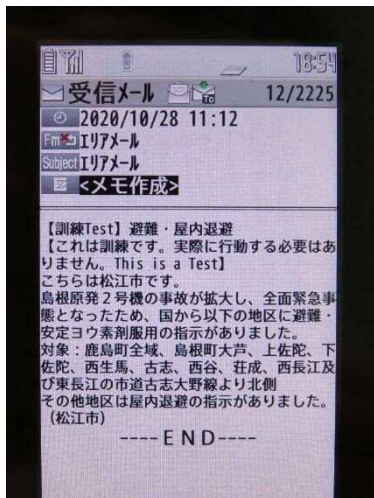 18:54
受信メール TO 12/2225
2020/10/28 11:12
Fm エリアメール
Subject エリアメール
<メモ作成>
【訓練Test】避難・屋内退避
【これは訓練です。実際に行動する必要はあ
りません。This is a Test】
こちらは松江市です。
島根原発2号機の事故が拡大し、全面緊急事
態となったため、国から以下の地区に避難・
安定ヨウ素剤服用の指示がありました。
対象:鹿島町全域、島根町大芦、上佐陀、下
佐陀、西生馬、古志、西谷、荘成、西長江及
び東長江の市道古志大野線より北側
その他地区は屋内退避の指示がありました。
(松江市)
----END----